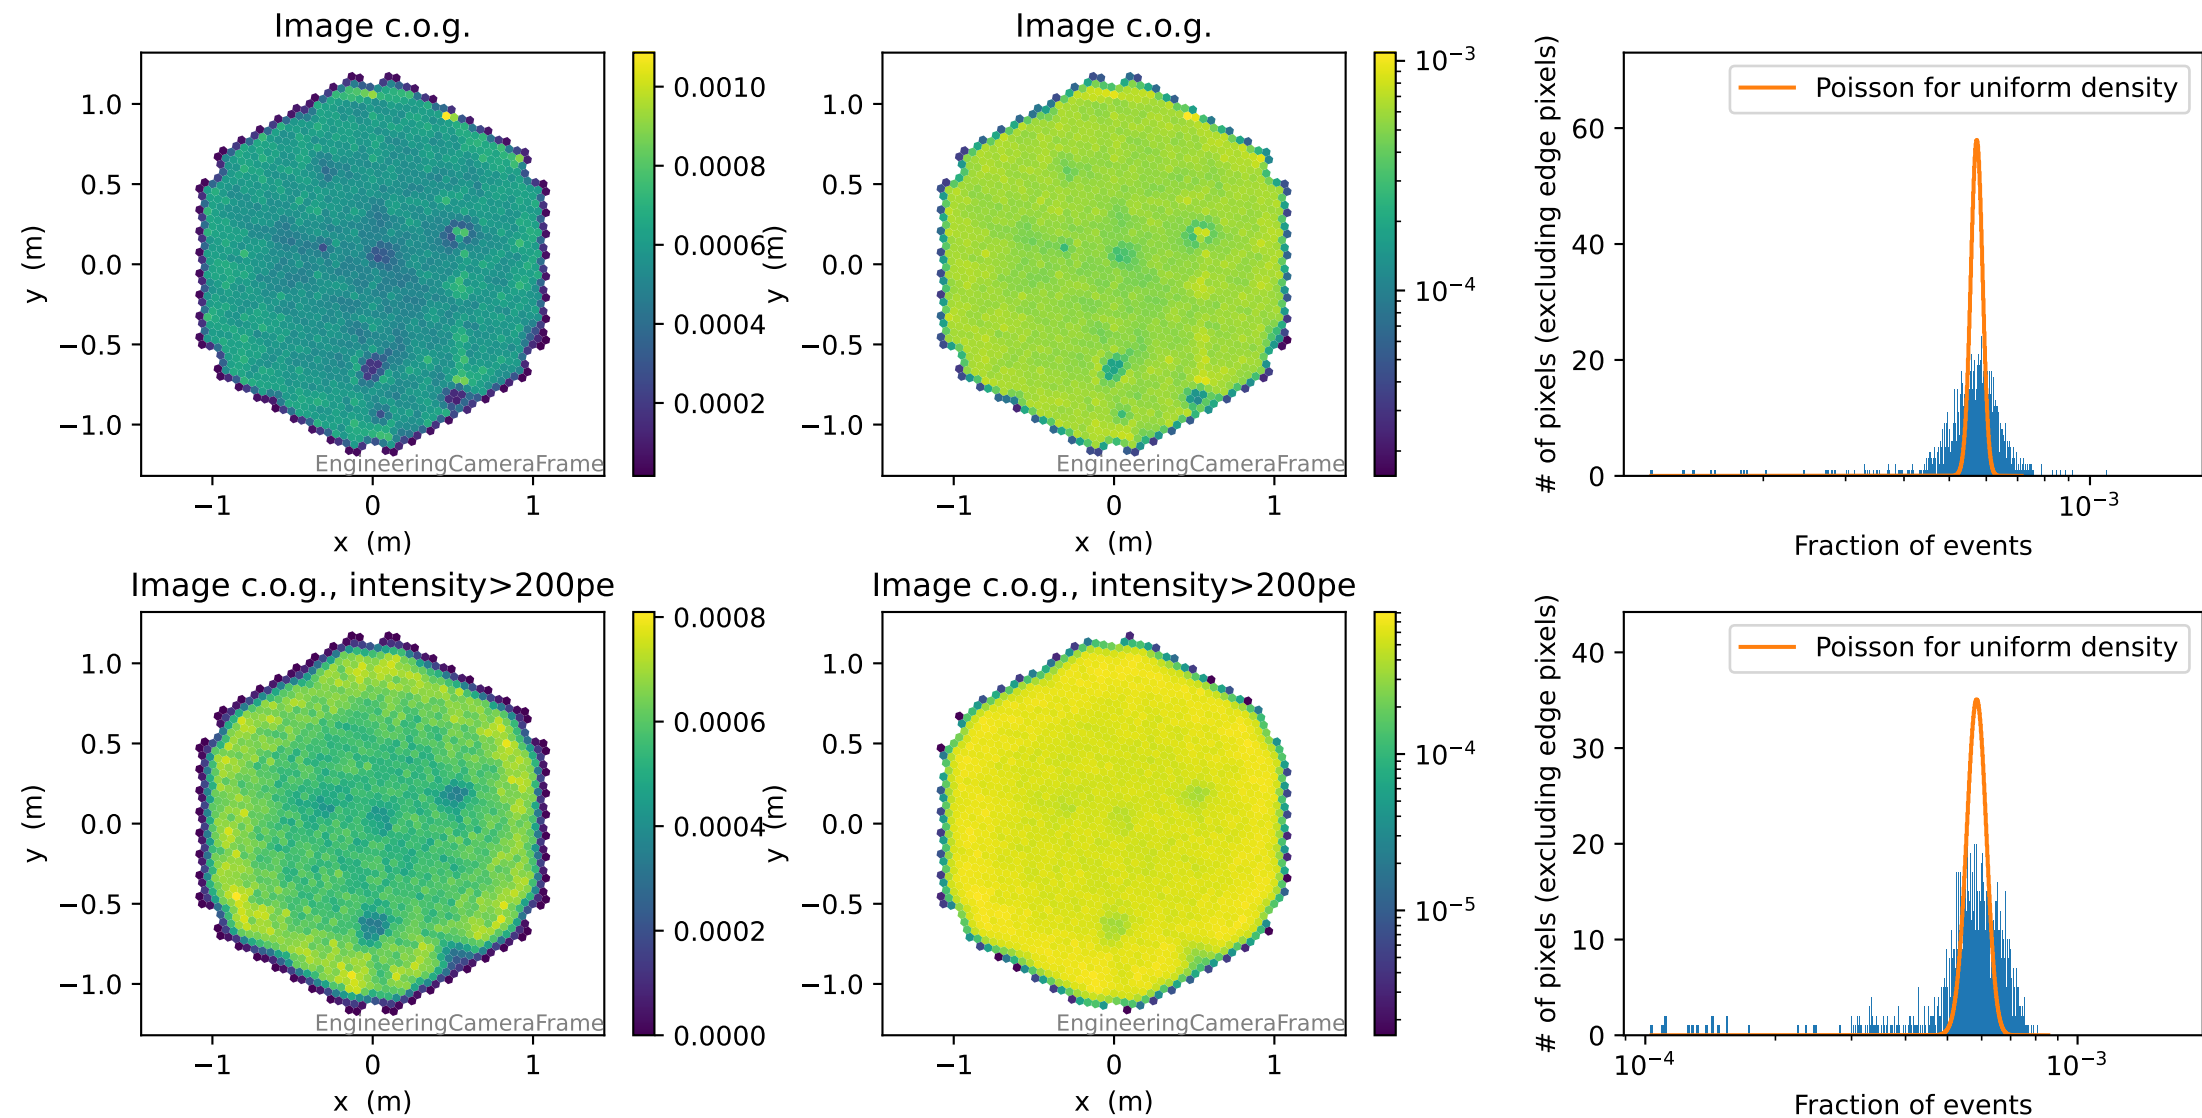 Image c.o.g.
1.0
0.5
0.0
−0.5
−1.0
y (m)
−1
0
1
x (m)
EngineeringCameraFrame
0.0010
0.0008
0.0006
0.0004
0.0002
Image c.o.g.
1.0
0.5
0.0
−0.5
−1.0
y (m)
−1
0
1
x (m)
EngineeringCameraFrame
10⁻³
10⁻⁴
Poisson for uniform density
# of pixels (excluding edge pixels)
60
40
20
0
10⁻³
Fraction of events
Image c.o.g., intensity>200pe
1.0
0.5
0.0
−0.5
−1.0
y (m)
−1
0
1
x (m)
EngineeringCameraFrame
0.0008
0.0006
0.0004
0.0002
0.0000
Image c.o.g., intensity>200pe
1.0
0.5
0.0
−0.5
−1.0
y (m)
−1
0
1
x (m)
EngineeringCameraFrame
10⁻⁴
10⁻⁵
Poisson for uniform density
# of pixels (excluding edge pixels)
40
30
20
10
0
10⁻⁴
10⁻³
Fraction of events